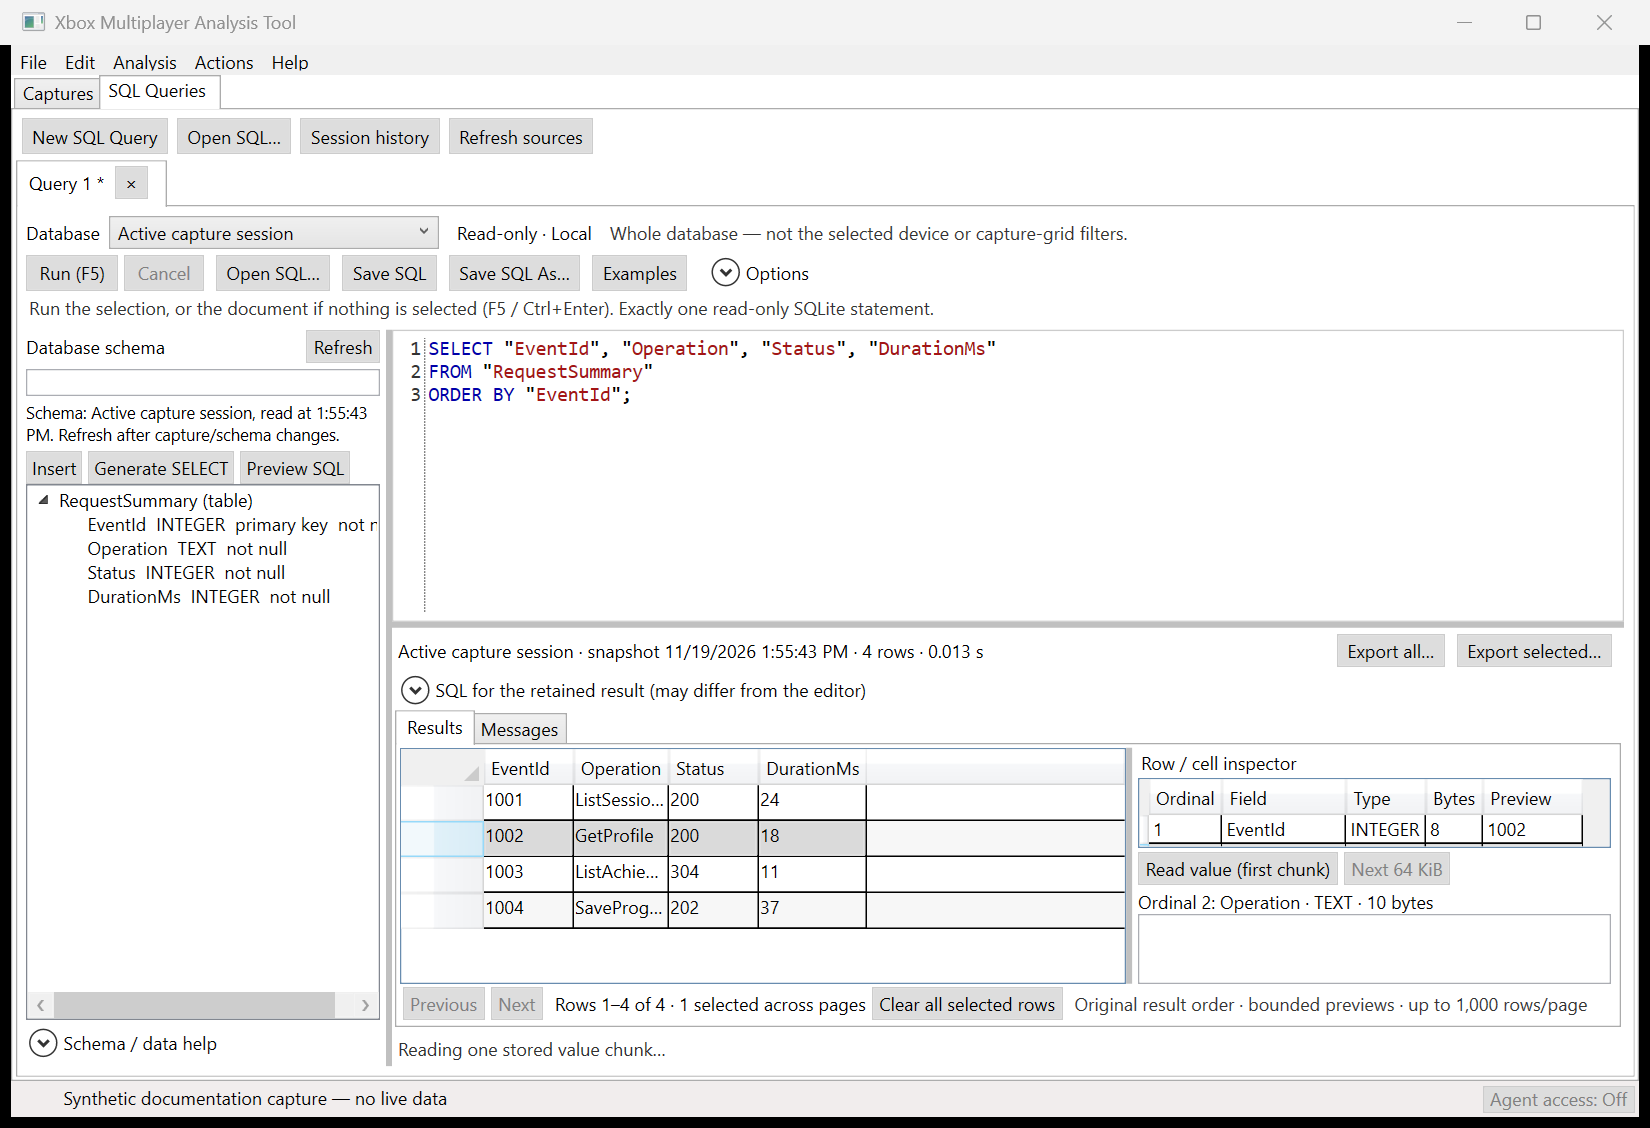 Xbox Multiplayer Analysis Tool
File Edit Analysis Actions Help
Captures SQL Queries
New SQL Query Open SQL... Session history Refresh sources
Query 1 * ×
Database Active capture session Read-only · Local Whole database — not the selected device or capture-grid filters.
Run (F5) Cancel Open SQL... Save SQL Save SQL As... Examples Options
Run the selection, or the document if nothing is selected (F5 / Ctrl+Enter). Exactly one read-only SQLite statement.
Database schema Refresh
Schema: Active capture session, read at 1:55:43
PM. Refresh after capture/schema changes.
Insert Generate SELECT Preview SQL
RequestSummary (table)
EventId INTEGER primary key not n
Operation TEXT not null
Status INTEGER not null
DurationMs INTEGER not null
Schema / data help
1 SELECT "EventId", "Operation", "Status", "DurationMs"
2 FROM "RequestSummary"
3 ORDER BY "EventId";
Active capture session · snapshot 11/19/2026 1:55:43 PM · 4 rows · 0.013 s Export all... Export selected...
SQL for the retained result (may differ from the editor)
Results Messages
EventId Operation Status DurationMs
1001 ListSessio... 200 24
1002 GetProfile 200 18
1003 ListAchie... 304 11
1004 SaveProg... 202 37
Row / cell inspector
Ordinal Field Type Bytes Preview
1 EventId INTEGER 8 1002
Read value (first chunk) Next 64 KiB
Ordinal 2: Operation · TEXT · 10 bytes
Previous Next Rows 1–4 of 4 · 1 selected across pages Clear all selected rows Original result order · bounded previews · up to 1,000 rows/page
Reading one stored value chunk...
Synthetic documentation capture — no live data Agent access: Off